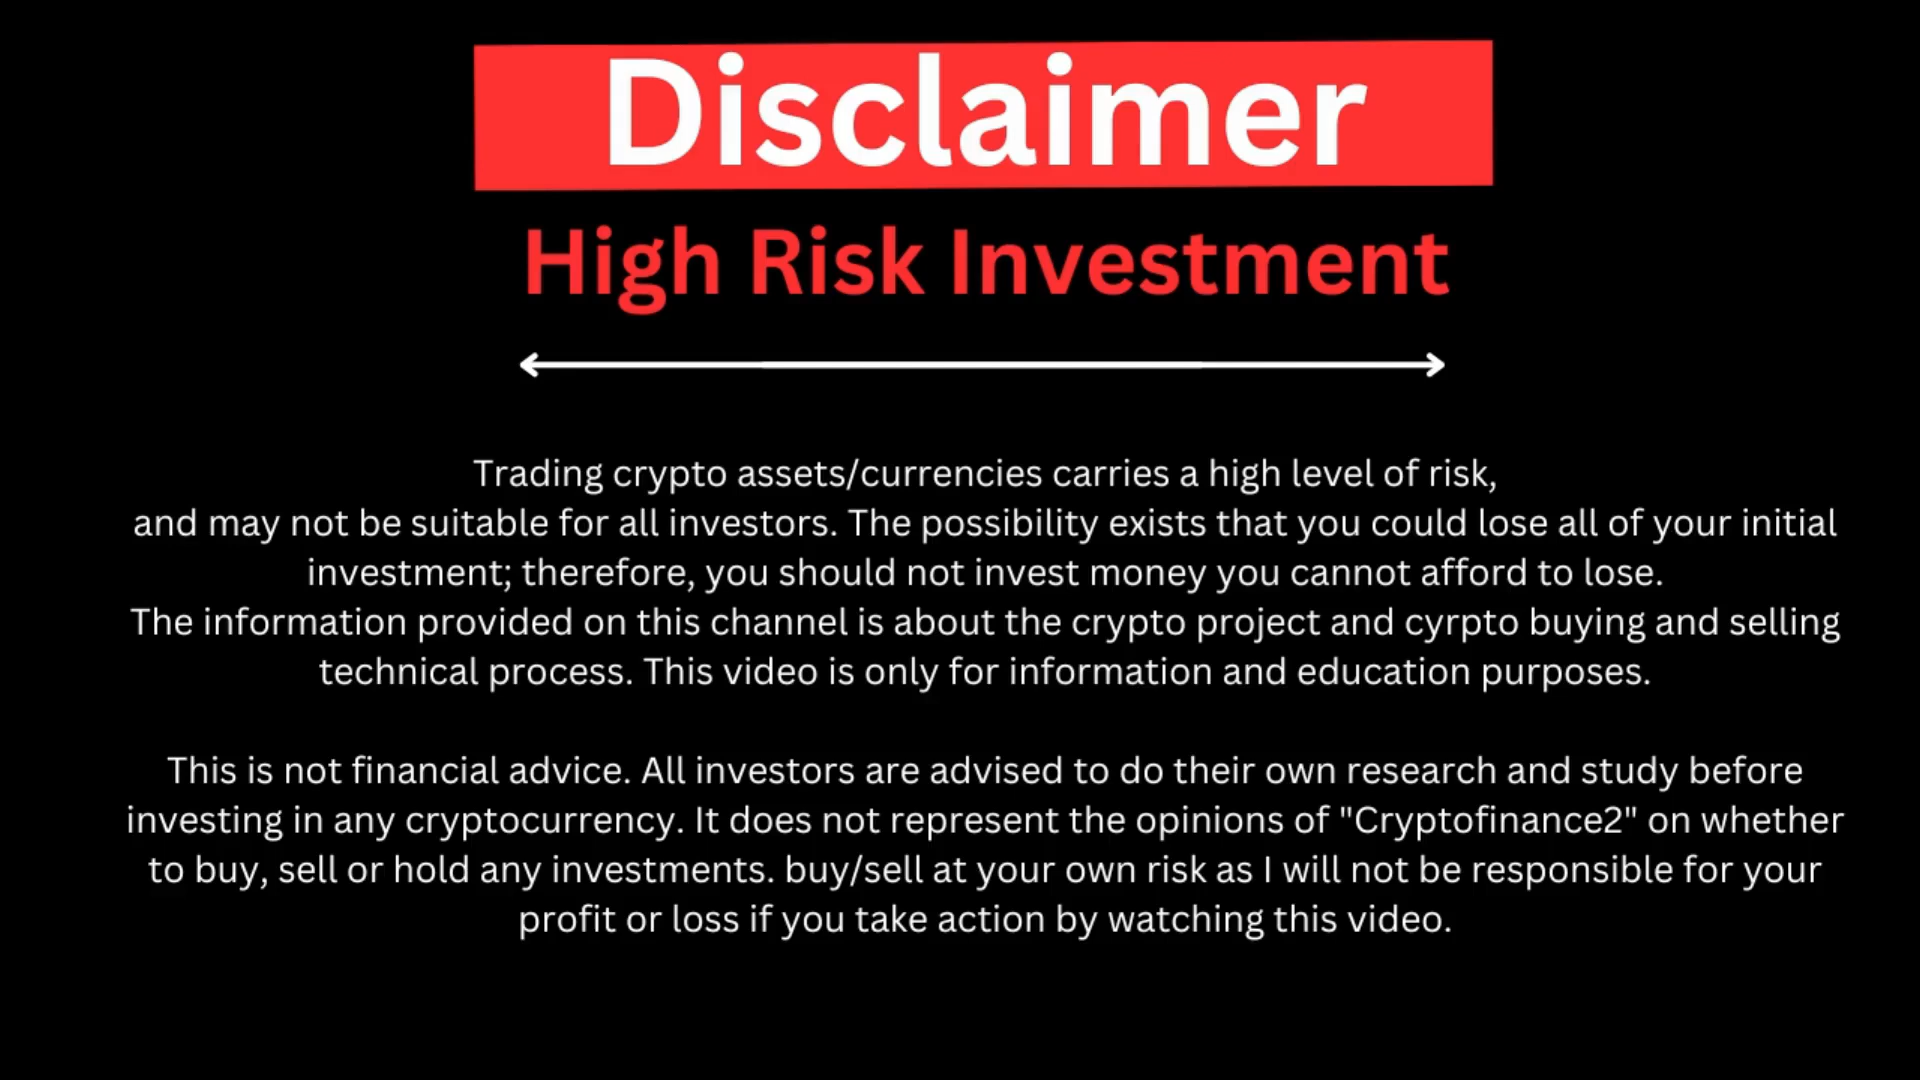 Disclaimer
High Risk Investment
Trading crypto assets/currencies carries a high level of risk,
and may not be suitable for all investors. The possibility exists that you could lose all of your initial
investment; therefore, you should not invest money you cannot afford to lose.
The information provided on this channel is about the crypto project and cyrpto buying and selling
technical process. This video is only for information and education purposes.
This is not financial advice. All investors are advised to do their own research and study before
investing in any cryptocurrency. It does not represent the opinions of "Cryptofinance2" on whether
to buy, sell or hold any investments. buy/sell at your own risk as I will not be responsible for your
profit or loss if you take action by watching this video.